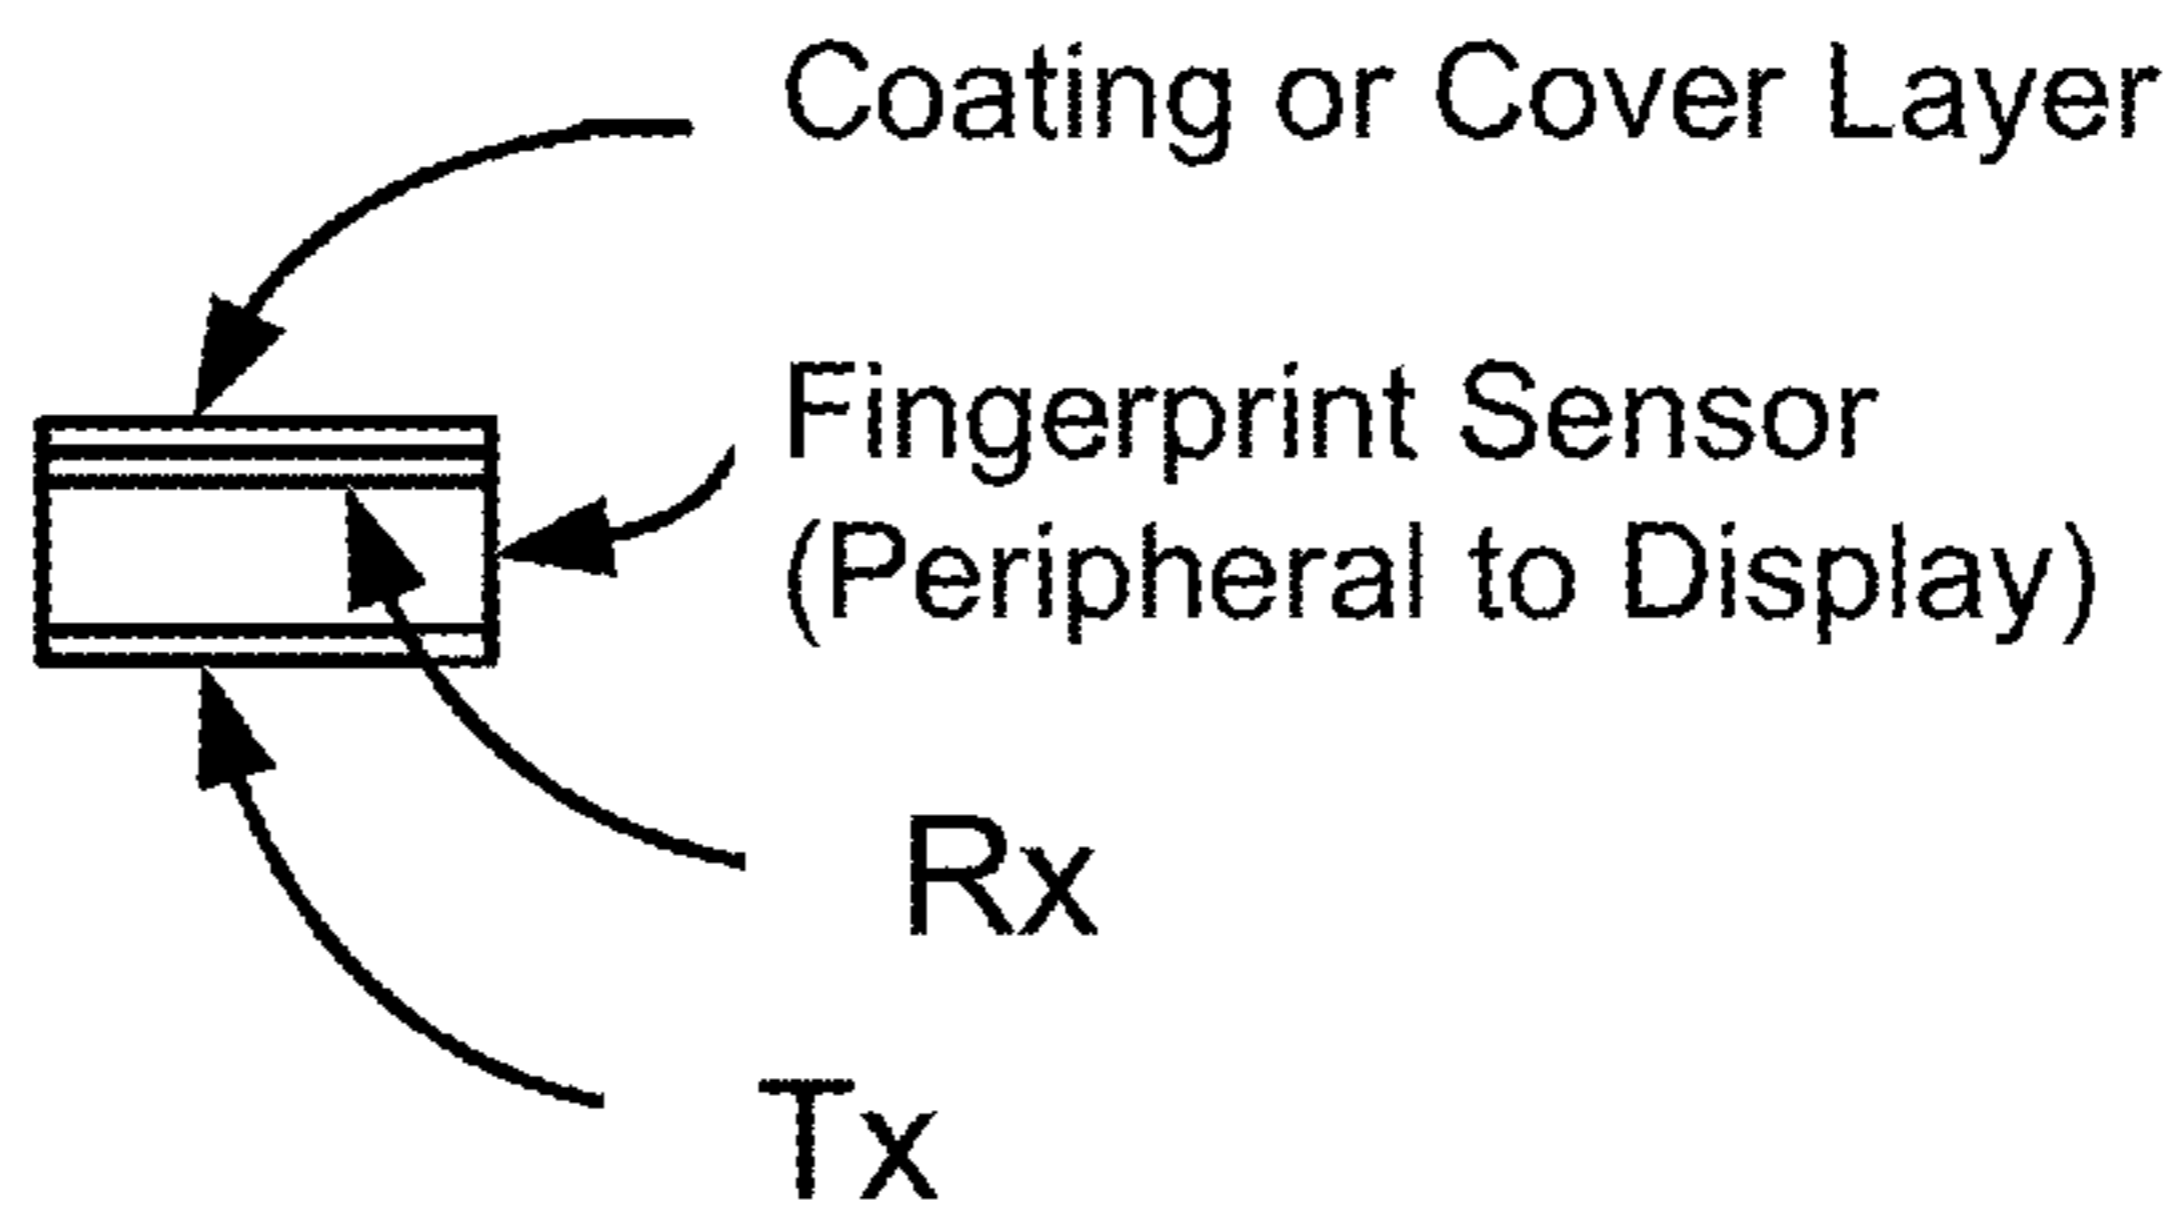 Coating or Cover Layer
Fingerprint Sensor
(Peripheral to Display)
Rx
Tx